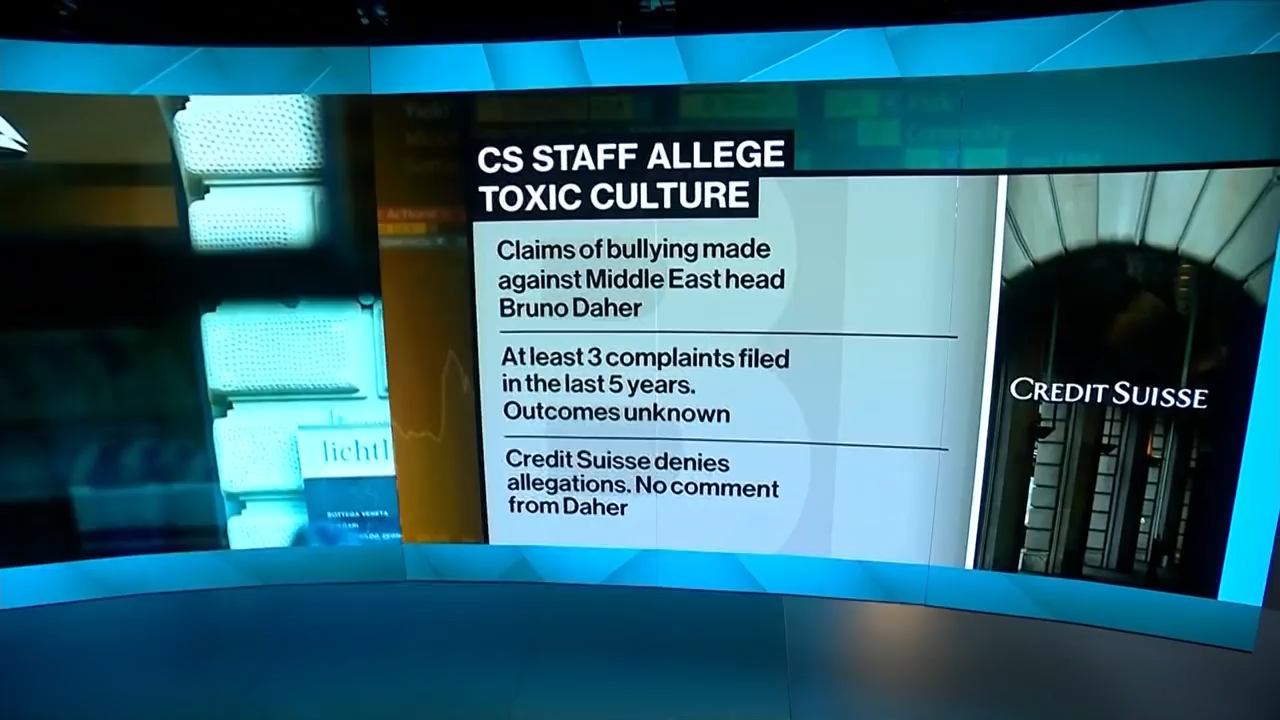 CS STAFF ALLEGE
TOXIC CULTURE
Claims of bullying made
against Middle East head
Bruno Daher
At least 3 complaints filed
in the last 5 years.
Outcomes unknown
Credit Suisse denies
allegations. No comment
from Daher
CREDIT SUISSE
lichtl
BOTTEGA VENETA